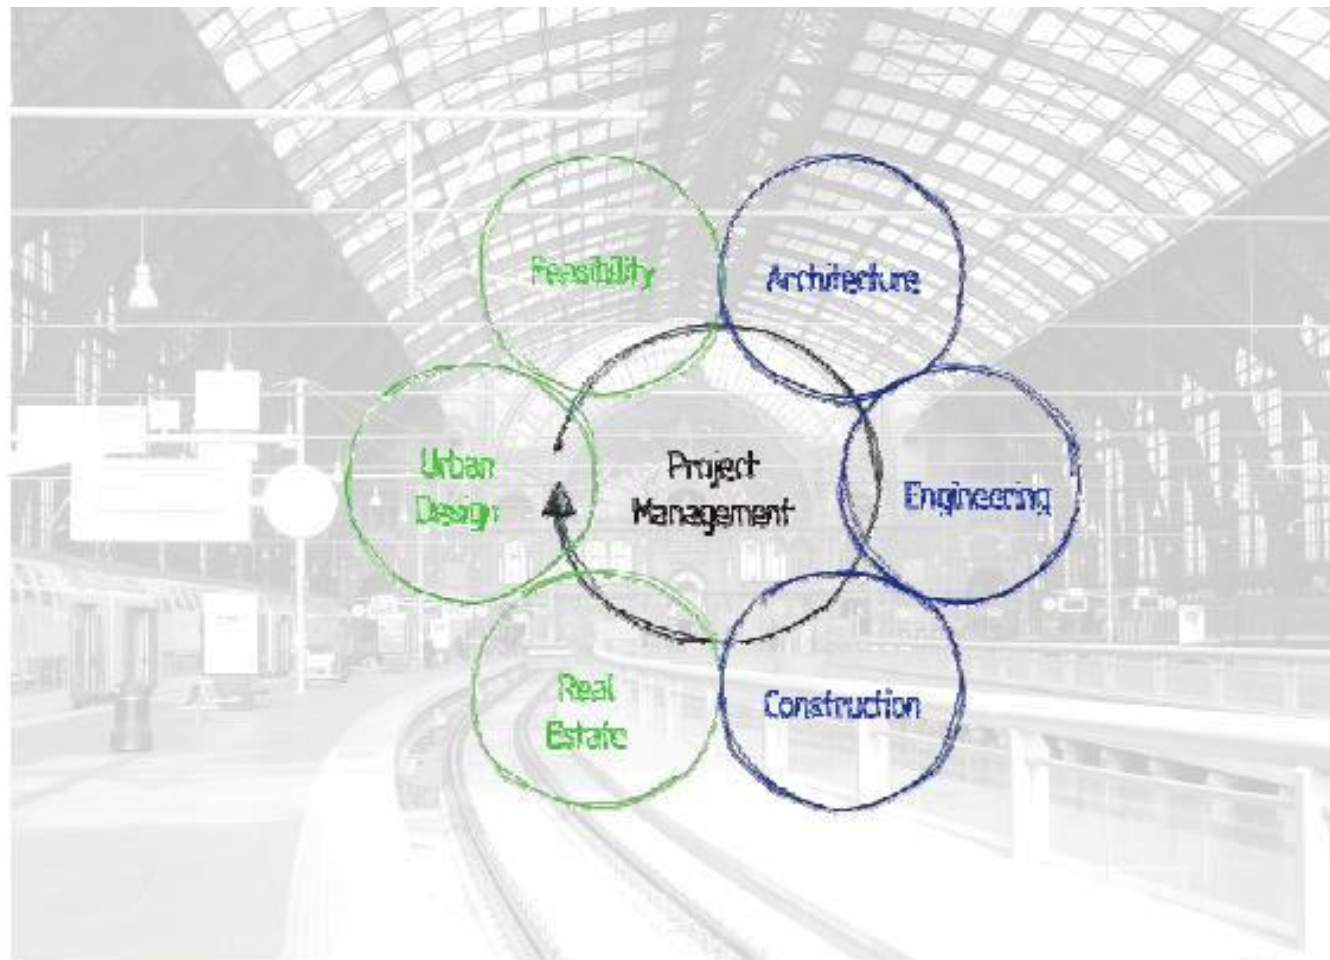 Feasibility
Architecture
Urban
Design
Project
Management
Engineering
Real
Estate
Construction